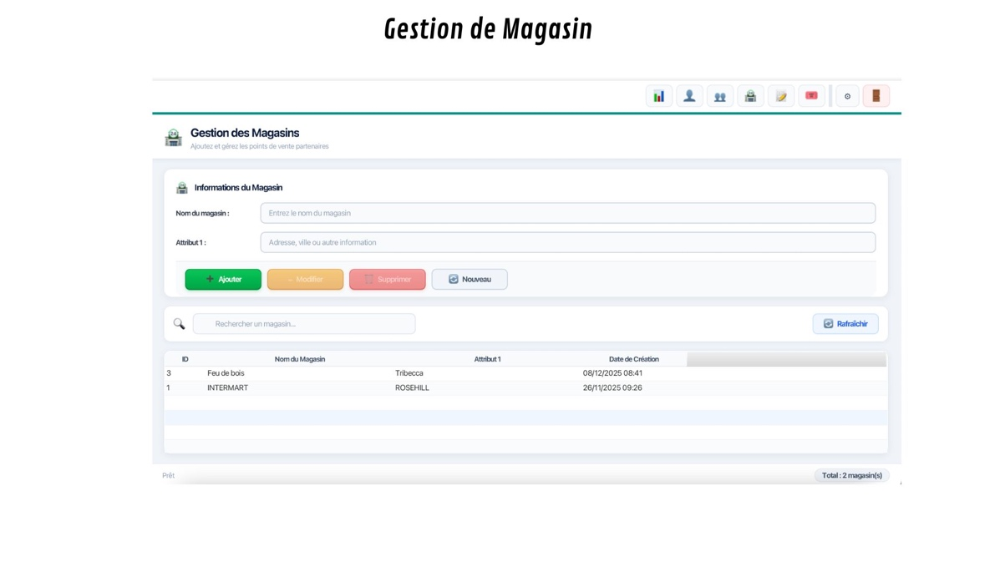 Gestion de Magasin
Gestion des Magasins
Ajoutez et gérez les points de vente partenaires
Informations du Magasin
Nom du magasin :
Entrez le nom du magasin
Attribut 1 :
Adresse, ville ou autre information
Ajouter Modifier Supprimer Nouveau
Rechercher un magasin... Rafraîchir
ID Nom du Magasin Attribut 1 Date de Création
3 Feu de bois Tribecca 08/12/2025 08:41
1 INTERMART ROSEHILL 26/11/2025 09:26
Prêt Total : 2 magasin(s)